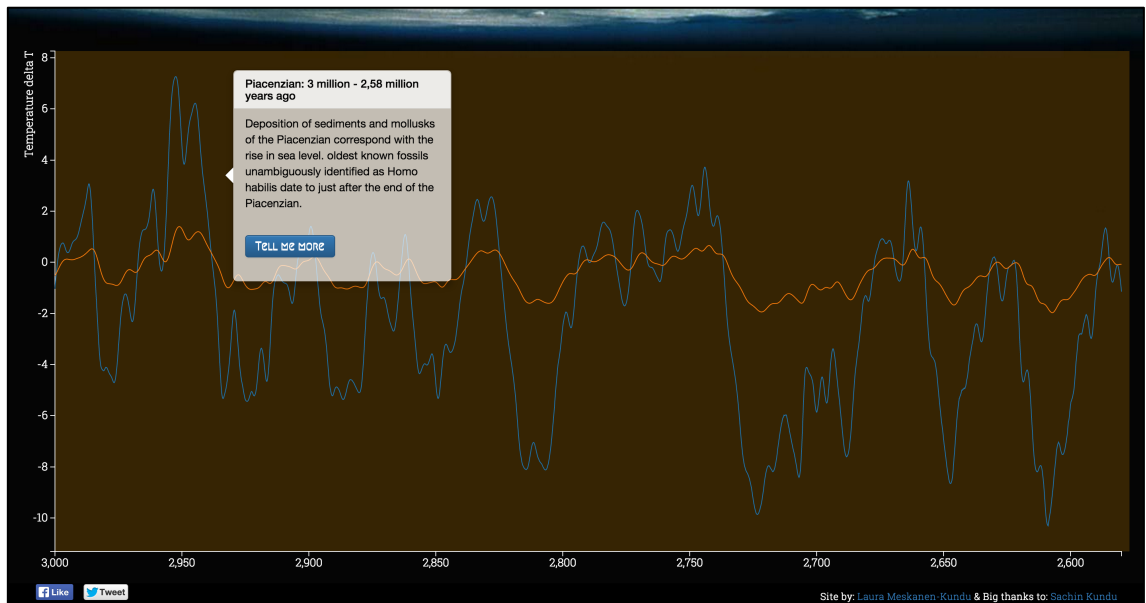 Temperature delta T
8
6
4
2
0
-2
-4
-6
-8
-10
Piacenzian: 3 million - 2,58 million
years ago
Deposition of sediments and mollusks
of the Piacenzian correspond with the
rise in sea level. oldest known fossils
unambiguously identified as Homo
habilis date to just after the end of the
Piacenzian.
Tell me more
3,000 2,950 2,900 2,850 2,800 2,750 2,700 2,650 2,600
Like Tweet
Site by: Laura Meskanen-Kundu & Big thanks to: Sachin Kundu